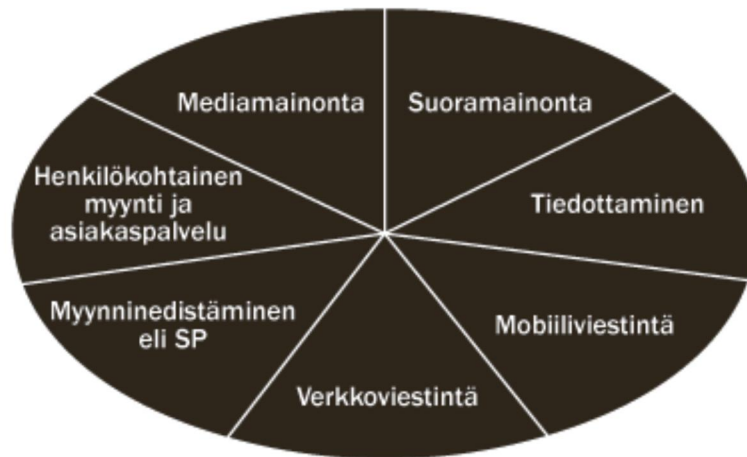 Mediamainonta
Suoramainonta
Henkilökohtainen
myynti ja
asiakaspalvelu
Tiedottaminen
Myynninedistäminen
eli SP
Mobiiliviestintä
Verkkoviestintä